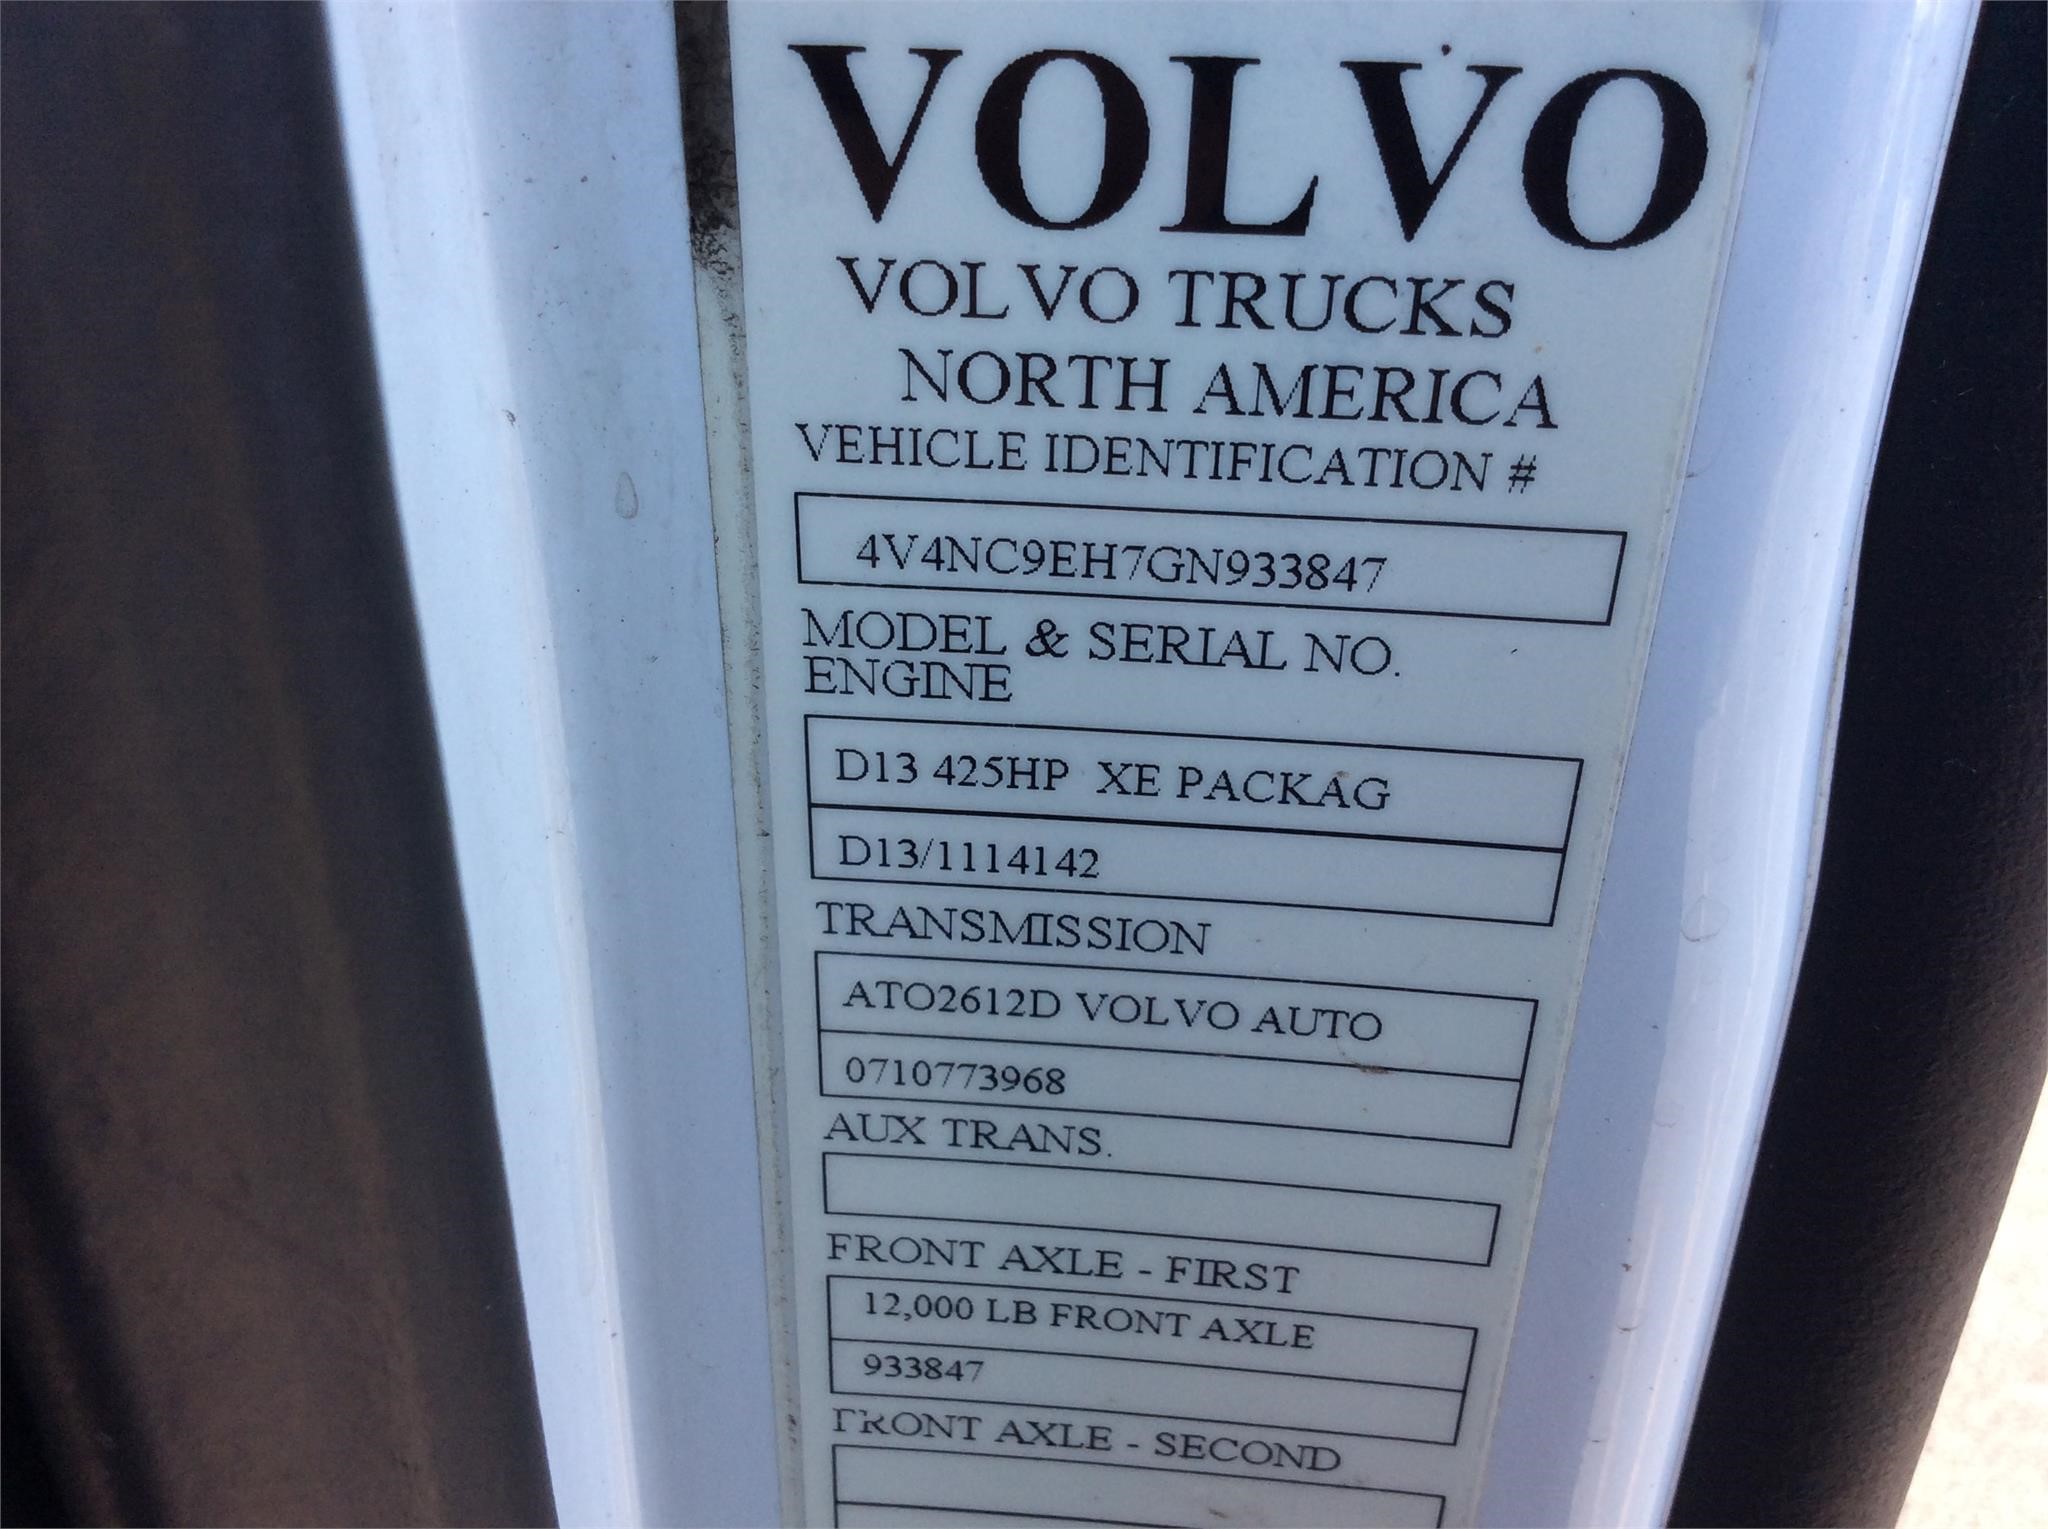 VOLVO
VOLVO TRUCKS
NORTH AMERICA
VEHICLE IDENTIFICATION #
4V4NC9EH7GN933847
MODEL & SERIAL NO.
ENGINE
D13 425HP XE PACKAG
D13/1114142
TRANSMISSION
ATO2612D VOLVO AUTO
0710773968
AUX TRANS.
FRONT AXLE - FIRST
12,000 LB FRONT AXLE
933847
FRONT AXLE - SECOND